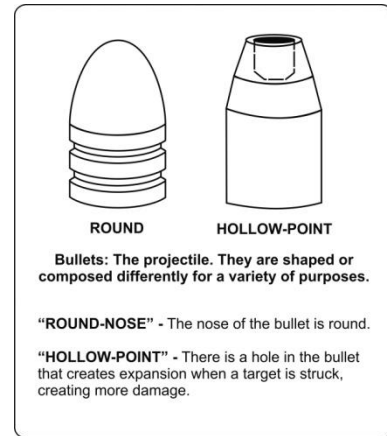 ROUND
HOLLOW-POINT
Bullets: The projectile. They are shaped or
composed differently for a variety of purposes.
“ROUND-NOSE” - The nose of the bullet is round.
“HOLLOW-POINT” - There is a hole in the bullet
that creates expansion when a target is struck,
creating more damage.